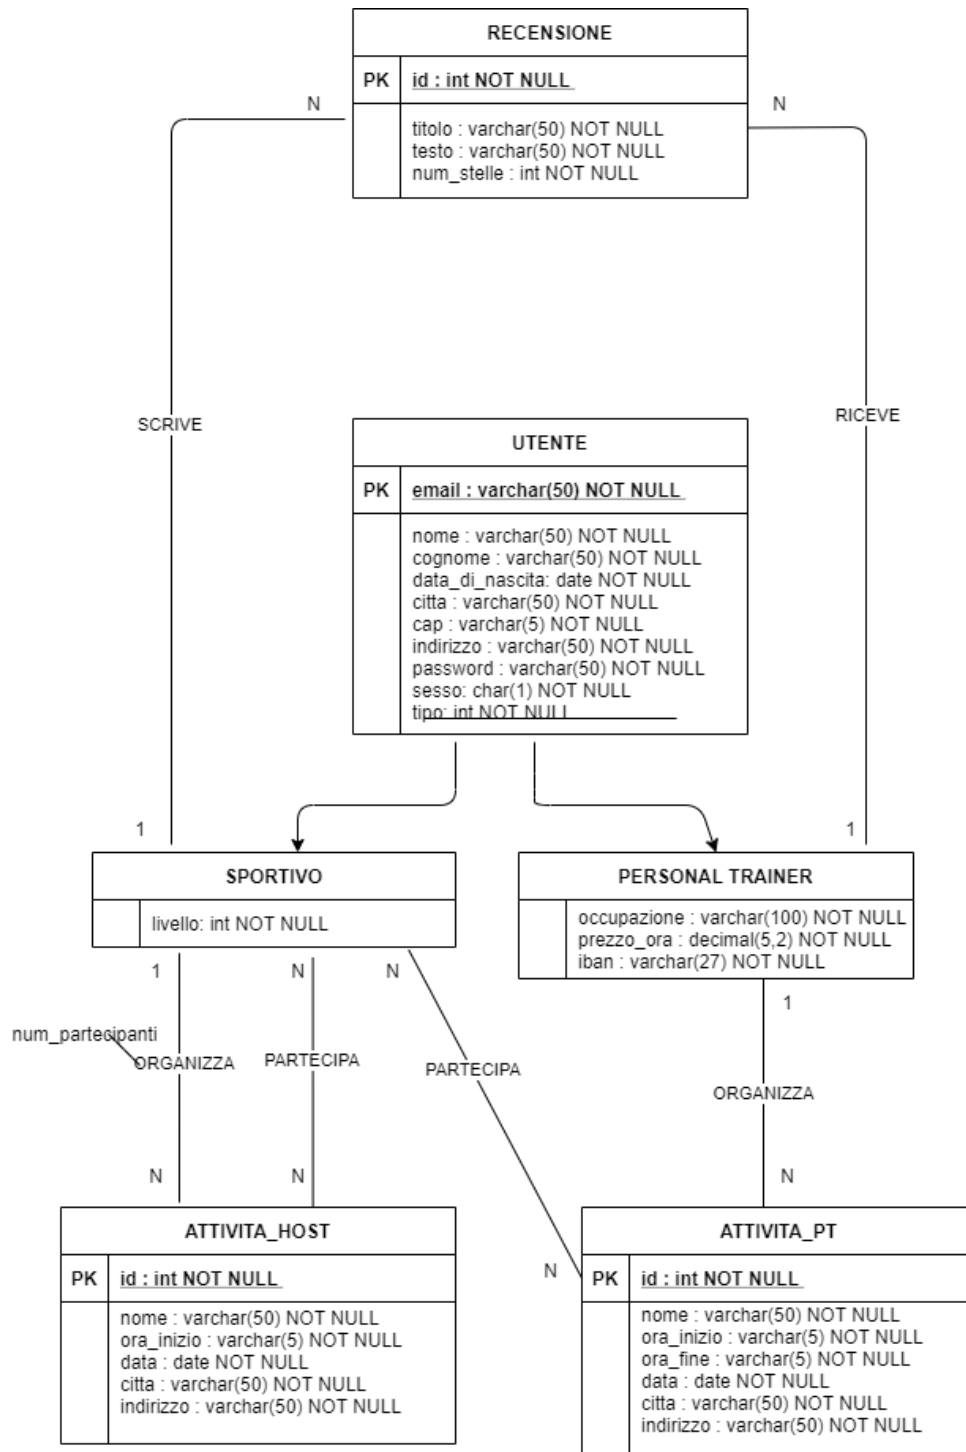 RECENSIONE
PK id : int NOT NULL
N
N
titolo : varchar(50) NOT NULL
testo : varchar(50) NOT NULL
num_stelle : int NOT NULL
SCRIVE
RICEVE
UTENTE
PK email : varchar(50) NOT NULL
nome : varchar(50) NOT NULL
cognome : varchar(50) NOT NULL
data_di_nascita: date NOT NULL
citta : varchar(50) NOT NULL
cap : varchar(5) NOT NULL
indirizzo : varchar(50) NOT NULL
password : varchar(50) NOT NULL
sesso: char(1) NOT NULL
tipo: int NOT NULL
1
1
SPORTIVO
livello: int NOT NULL
PERSONAL TRAINER
occupazione : varchar(100) NOT NULL
prezzo_ora : decimal(5,2) NOT NULL
iban : varchar(27) NOT NULL
1
N
N
1
num_partecipanti
ORGANIZZA
PARTECIPA
PARTECIPA
ORGANIZZA
N
N
N
N
ATTIVITA_HOST
PK id : int NOT NULL
nome : varchar(50) NOT NULL
ora_inizio : varchar(5) NOT NULL
data : date NOT NULL
citta : varchar(50) NOT NULL
indirizzo : varchar(50) NOT NULL
ATTIVITA_PT
PK id : int NOT NULL
nome : varchar(50) NOT NULL
ora_inizio : varchar(5) NOT NULL
ora_fine : varchar(5) NOT NULL
data : date NOT NULL
citta : varchar(50) NOT NULL
indirizzo : varchar(50) NOT NULL